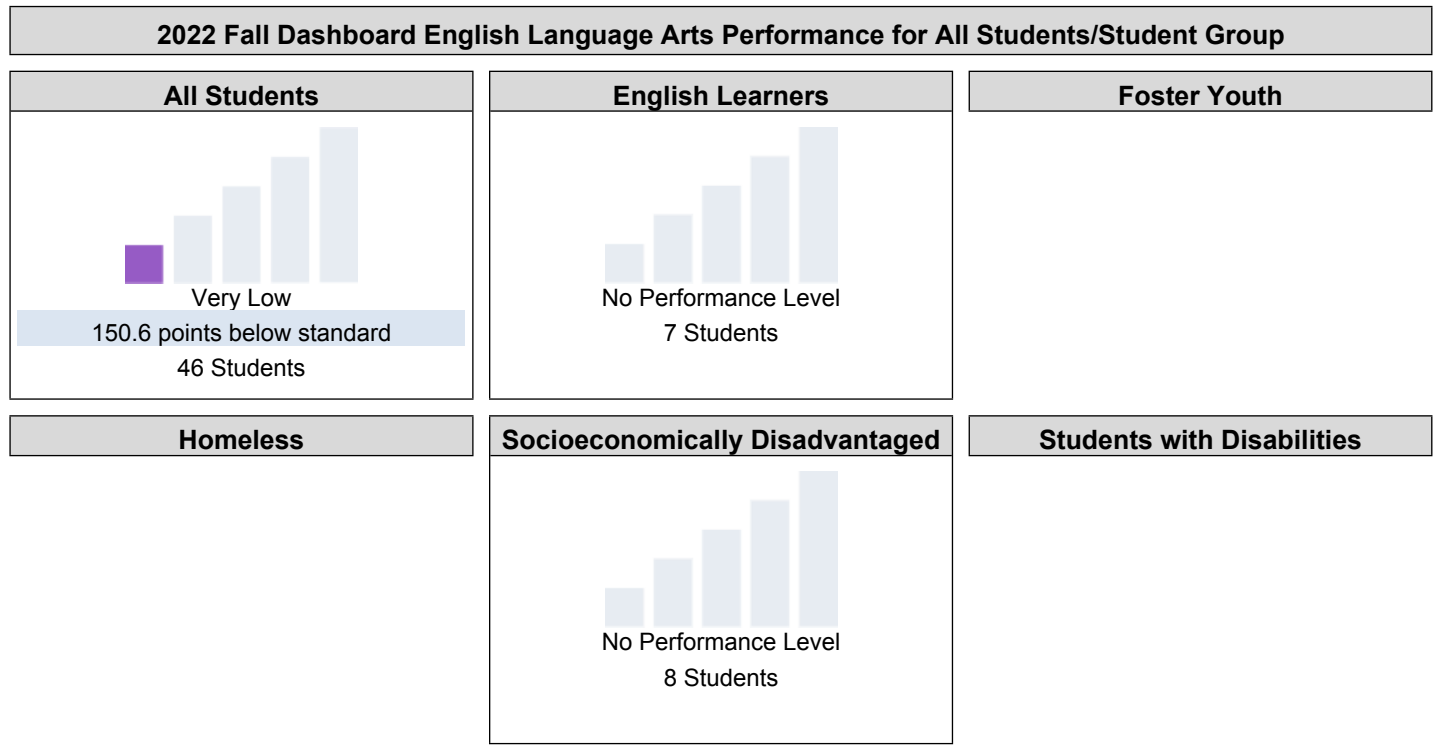 2022 Fall Dashboard English Language Arts Performance for All Students/Student Group
All Students
Very Low
150.6 points below standard
46 Students
English Learners
No Performance Level
7 Students
Foster Youth
Homeless
Socioeconomically Disadvantaged
No Performance Level
8 Students
Students with Disabilities